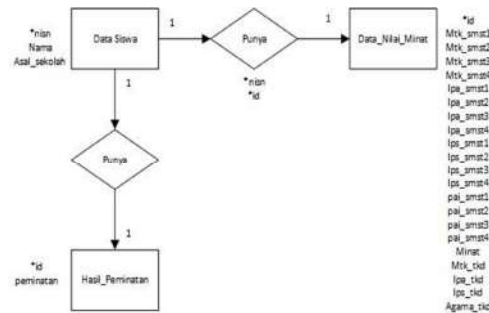 *nisn
Nama
Asal_sekolah
Data Siswa
1
Punya
*nisn
*id
1
Data_Nilai_Minat
*id
Mtk_smst1
Mtk_smst2
Mtk_smst3
Mtk_smst4
Ipa_smst1
Ipa_smst2
Ipa_smst3
Ipa_smst4
Ips_smst1
Ips_smst2
Ips_smst3
Ips_smst4
pai_smst1
pai_smst2
pai_smst3
pai_smst4
Minat
Mtk_tkd
Ipa_tkd
Ips_tkd
Agama_tkd
1
Punya
1
*id
peminatan
Hasil_Peminatan